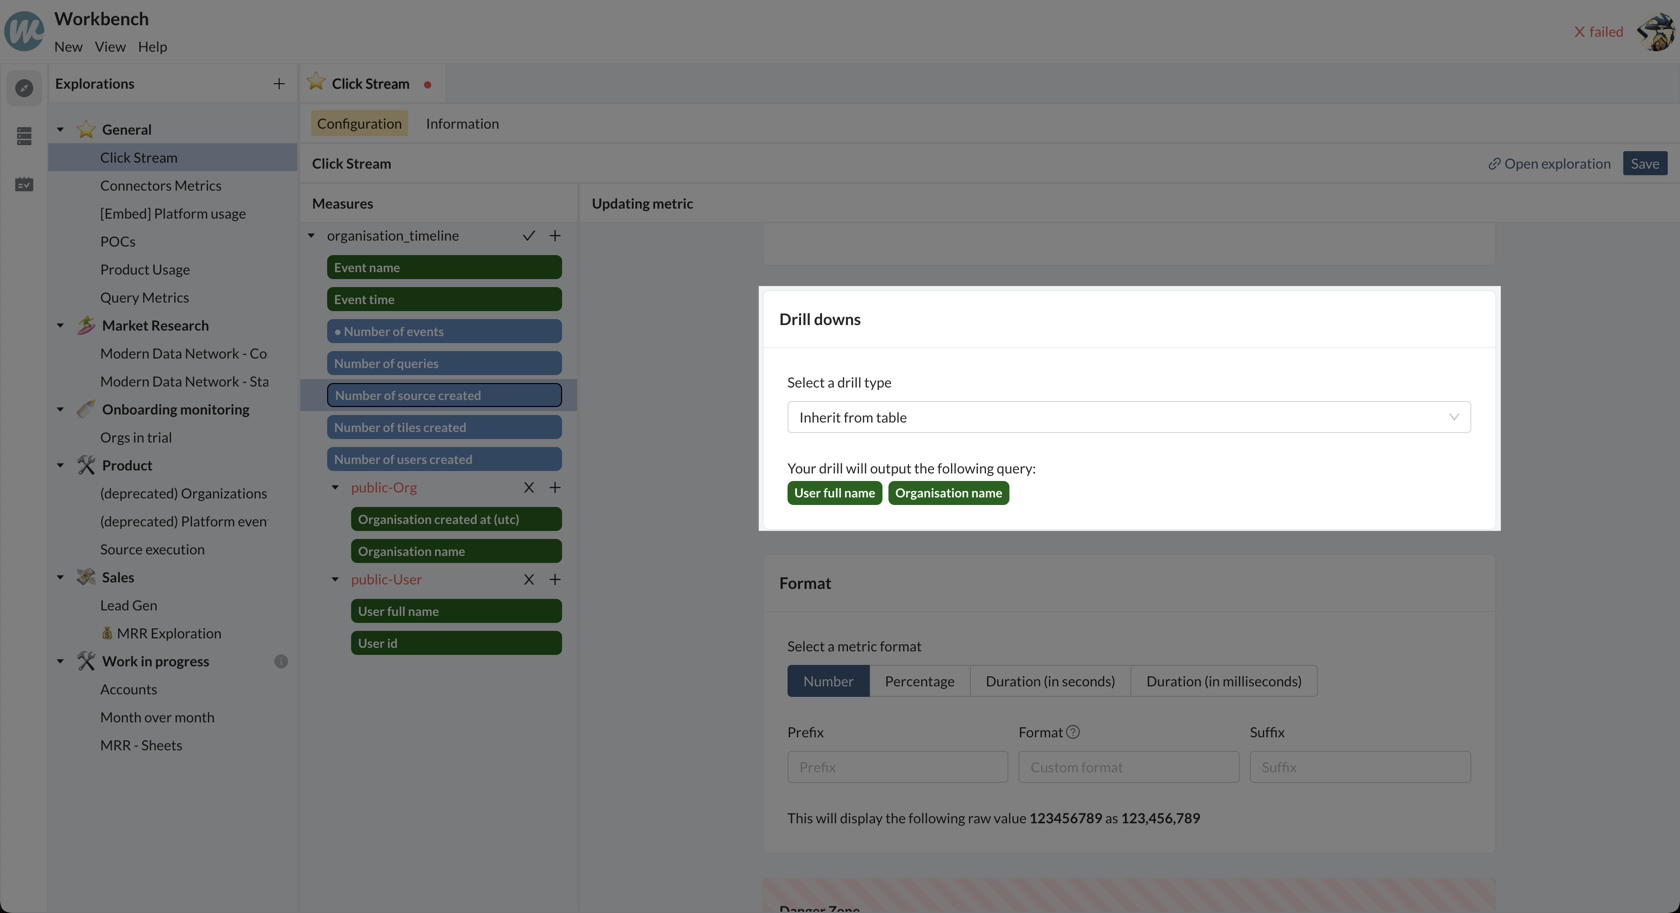 Workbench
New View Help
X failed
Explorations
General
Click Stream
Connectors Metrics
[Embed] Platform usage
POCs
Product Usage
Query Metrics
Market Research
Modern Data Network - Co
Modern Data Network - Sta
Onboarding monitoring
Orgs in trial
Product
(deprecated) Organizations
(deprecated) Platform even
Source execution
Sales
Lead Gen
MRR Exploration
Work in progress
Accounts
Month over month
MRR - Sheets
Click Stream
Configuration Information
Click Stream
Open exploration Save
Measures
organisation_timeline
Event name
Event time
• Number of events
Number of queries
Number of source created
Number of tiles created
Number of users created
public-Org
Organisation created at (utc)
Organisation name
public-User
User full name
User id
Updating metric
Drill downs
Select a drill type
Inherit from table
Your drill will output the following query:
User full name Organisation name
Format
Select a metric format
Number Percentage Duration (in seconds) Duration (in milliseconds)
Prefix Format Suffix
Prefix Custom format Suffix
This will display the following raw value 123456789 as 123,456,789
Danger Zone